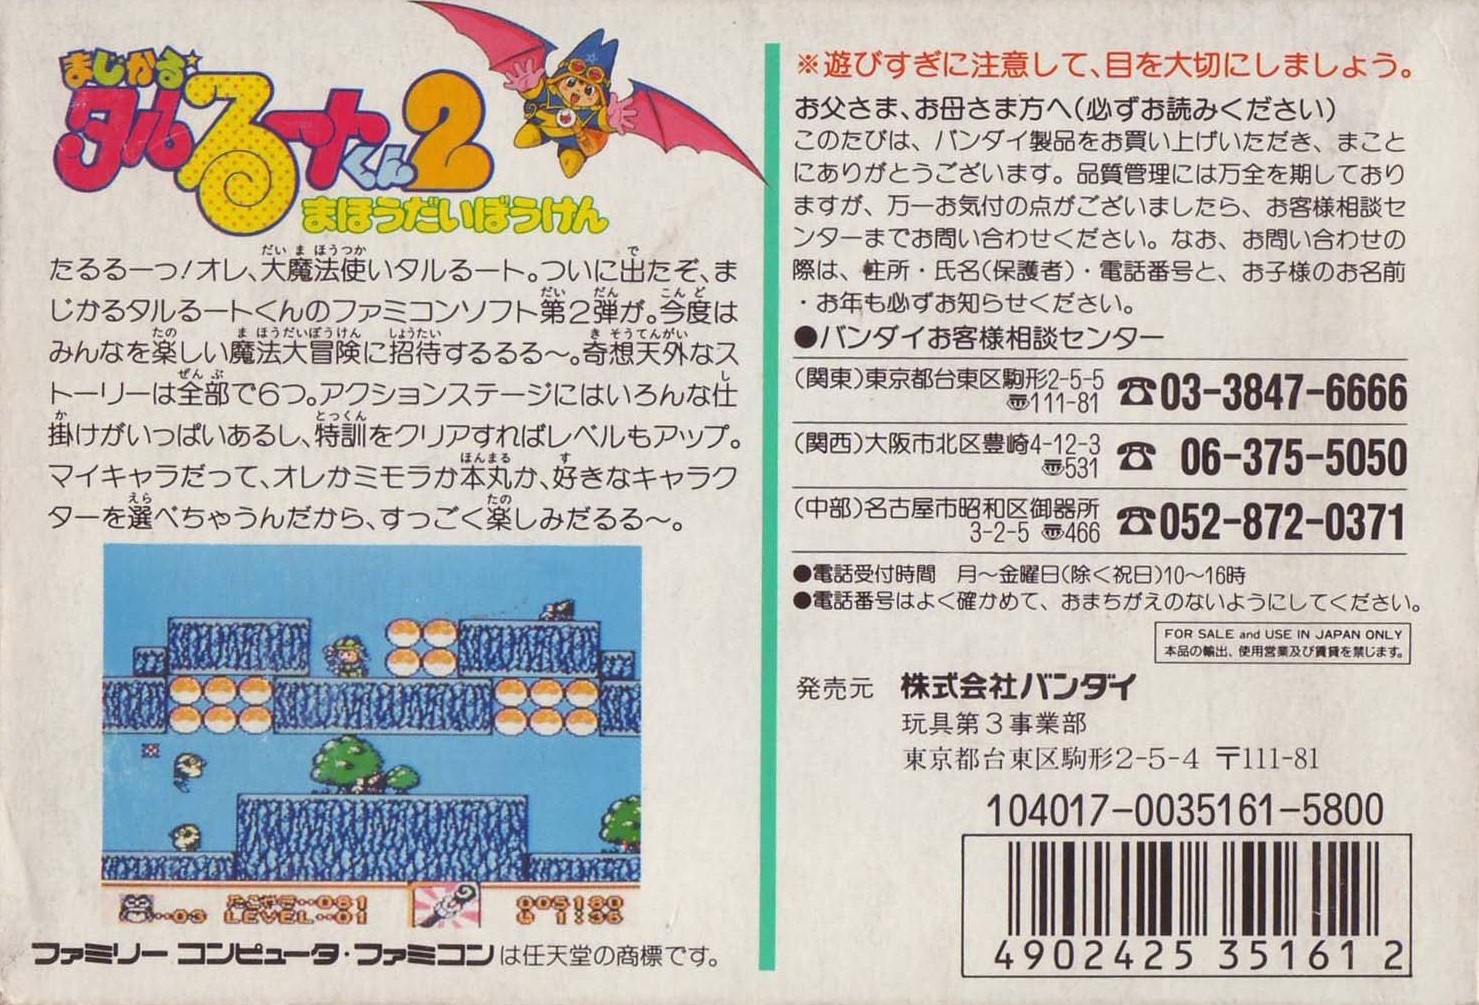 まじかる
タルるートくん2
まほうだいぼうけん
たるるーっ!オレ、大魔法使いタルるート。ついに出たぞ、ま
じかるタルるートくんのファミコンソフト第2弾が。今度は
みんなを楽しい魔法大冒険に招待するるる〜。奇想天外なス
トーリーは全部で6つ。アクションステージにはいろんな仕
掛けがいっぱいあるし、特訓をクリアすればレベルもアップ。
マイキャラだって、オレかミモラか本丸か、好きなキャラク
ターを選べちゃうんだから、すっごく楽しみだるる〜。
たこやき‥081
005180
‥03 LEVEL‥01
1:36
ファミリーコンピュータ・ファミコンは任天堂の商標です。
※遊びすぎに注意して、目を大切にしましょう。
お父さま、お母さま方へ(必ずお読みください)
このたびは、バンダイ製品をお買い上げいただき、まこと
にありがとうございます。品質管理には万全を期しており
ますが、万一お気付の点がございましたら、お客様相談セ
ンターまでお問い合わせください。なお、お問い合わせの
際は、住所・氏名(保護者)・電話番号と、お子様のお名前
・お年も必ずお知らせください。
●バンダイお客様相談センター
(関東)東京都台東区駒形2-5-5 ☎03-3847-6666
〠111-81
(関西)大阪市北区豊崎4-12-3 ☎ 06-375-5050
〠531
(中部)名古屋市昭和区御器所 ☎052-872-0371
3-2-5 〠466
●電話受付時間 月〜金曜日(除く祝日)10〜16時
●電話番号はよく確かめて、おまちがえのないようにしてください。
FOR SALE and USE IN JAPAN ONLY
本品の輸出、使用営業及び賃貸を禁じます。
発売元 株式会社バンダイ
玩具第3事業部
東京都台東区駒形2-5-4 〒111-81
104017-0035161-5800
4902425 35161 2